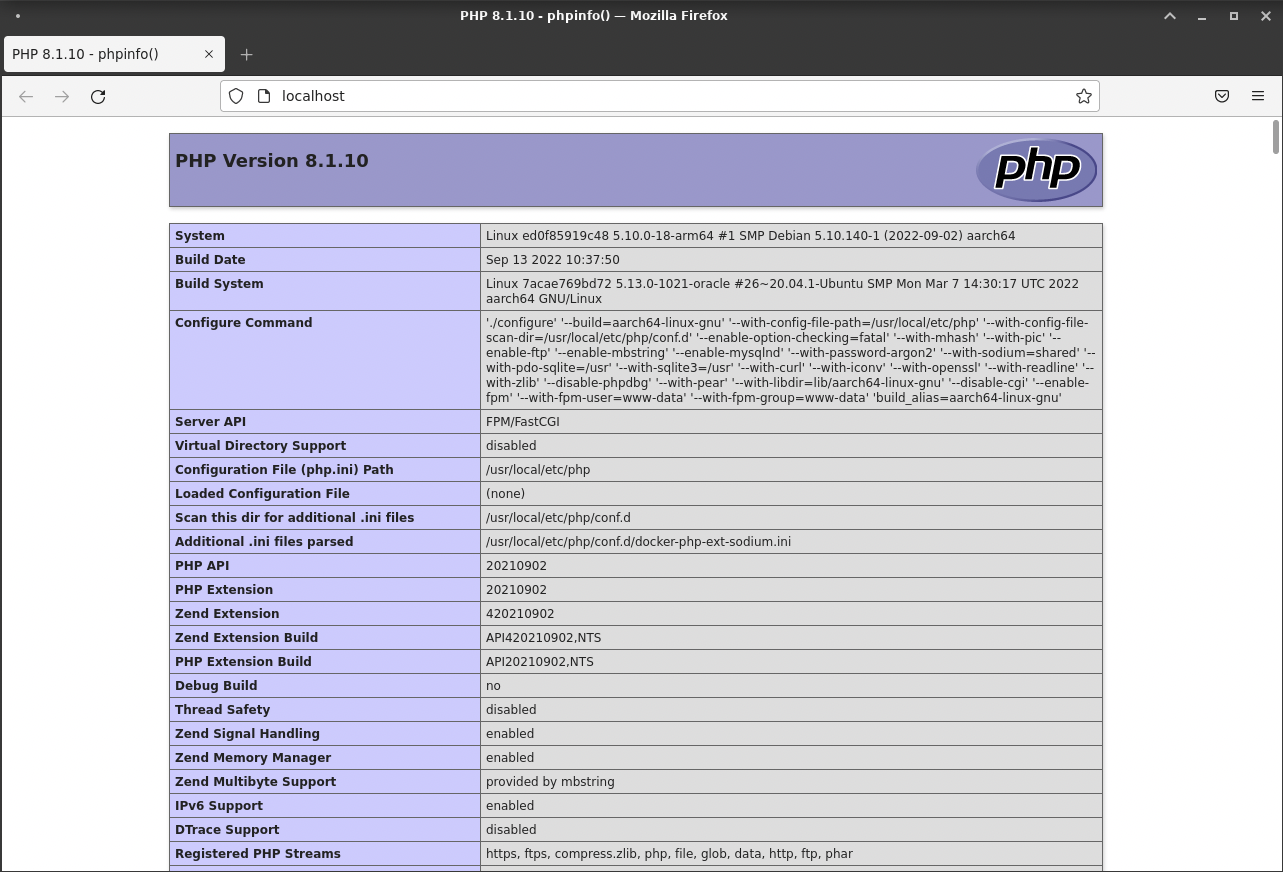 PHP 8.1.10 - phpinfo() — Mozilla Firefox
PHP 8.1.10 - phpinfo()
localhost
PHP Version 8.1.10
php
System Linux ed0f85919c48 5.10.0-18-arm64 #1 SMP Debian 5.10.140-1 (2022-09-02) aarch64
Build Date Sep 13 2022 10:37:50
Build System Linux 7acae769bd72 5.13.0-1021-oracle #26~20.04.1-Ubuntu SMP Mon Mar 7 14:30:17 UTC 2022
aarch64 GNU/Linux
Configure Command './configure' '--build=aarch64-linux-gnu' '--with-config-file-path=/usr/local/etc/php' '--with-config-file-
scan-dir=/usr/local/etc/php/conf.d' '--enable-option-checking=fatal' '--with-mhash' '--with-pic' '--
enable-ftp' '--enable-mbstring' '--enable-mysqlnd' '--with-password-argon2' '--with-sodium=shared' '--
with-pdo-sqlite=/usr' '--with-sqlite3=/usr' '--with-curl' '--with-iconv' '--with-openssl' '--with-readline' '--
with-zlib' '--disable-phpdbg' '--with-pear' '--with-libdir=lib/aarch64-linux-gnu' '--disable-cgi' '--enable-
fpm' '--with-fpm-user=www-data' '--with-fpm-group=www-data' 'build_alias=aarch64-linux-gnu'
Server API FPM/FastCGI
Virtual Directory Support disabled
Configuration File (php.ini) Path /usr/local/etc/php
Loaded Configuration File (none)
Scan this dir for additional .ini files /usr/local/etc/php/conf.d
Additional .ini files parsed /usr/local/etc/php/conf.d/docker-php-ext-sodium.ini
PHP API 20210902
PHP Extension 20210902
Zend Extension 420210902
Zend Extension Build API420210902,NTS
PHP Extension Build API20210902,NTS
Debug Build no
Thread Safety disabled
Zend Signal Handling enabled
Zend Memory Manager enabled
Zend Multibyte Support provided by mbstring
IPv6 Support enabled
DTrace Support disabled
Registered PHP Streams https, ftps, compress.zlib, php, file, glob, data, http, ftp, phar